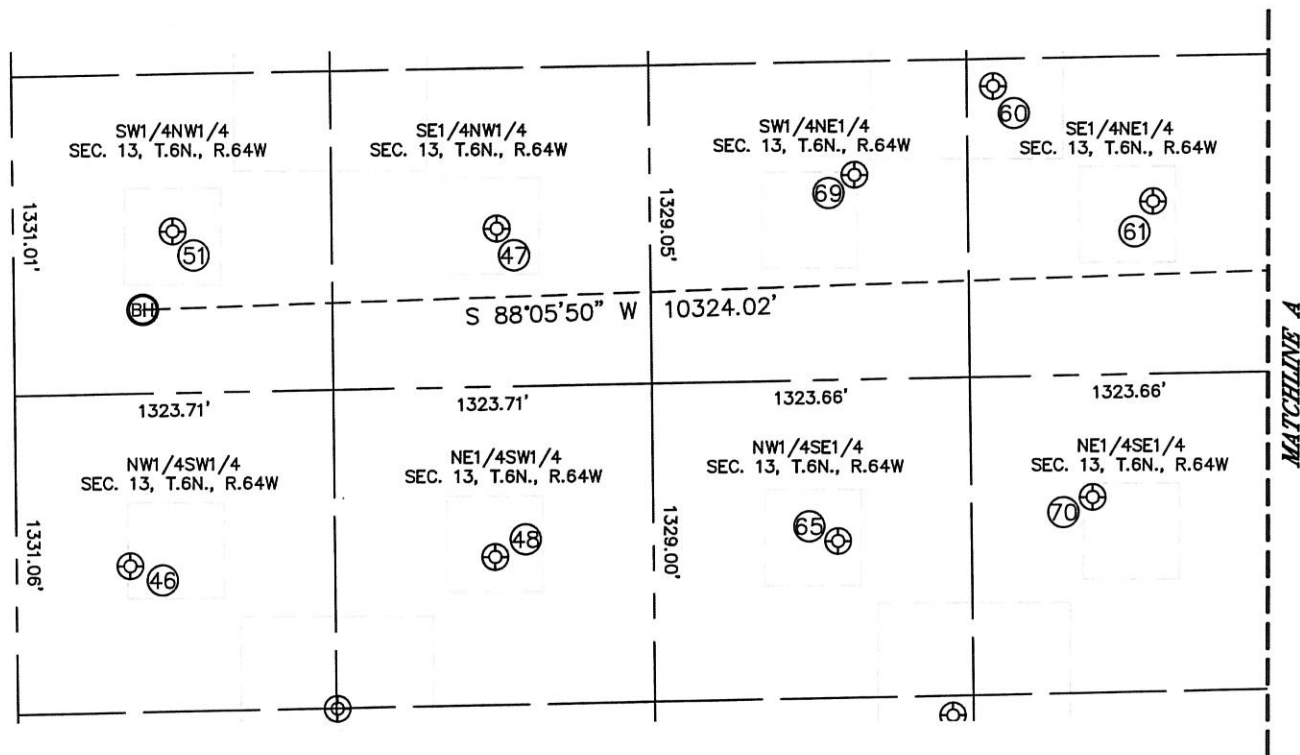 60
SW1/4NW1/4
SEC. 13, T.6N., R.64W
SE1/4NW1/4
SEC. 13, T.6N., R.64W
SW1/4NE1/4
SEC. 13, T.6N., R.64W
SE1/4NE1/4
SEC. 13, T.6N., R.64W
1331.01'
51
47
1329.05'
69
61
BH
S 88°05'50" W 10324.02'
MATCHLINE A
1323.71'
1323.71'
1323.66'
1323.66'
NW1/4SW1/4
SEC. 13, T.6N., R.64W
NE1/4SW1/4
SEC. 13, T.6N., R.64W
NW1/4SE1/4
SEC. 13, T.6N., R.64W
NE1/4SE1/4
SEC. 13, T.6N., R.64W
1331.06'
46
48
1329.00'
65
70